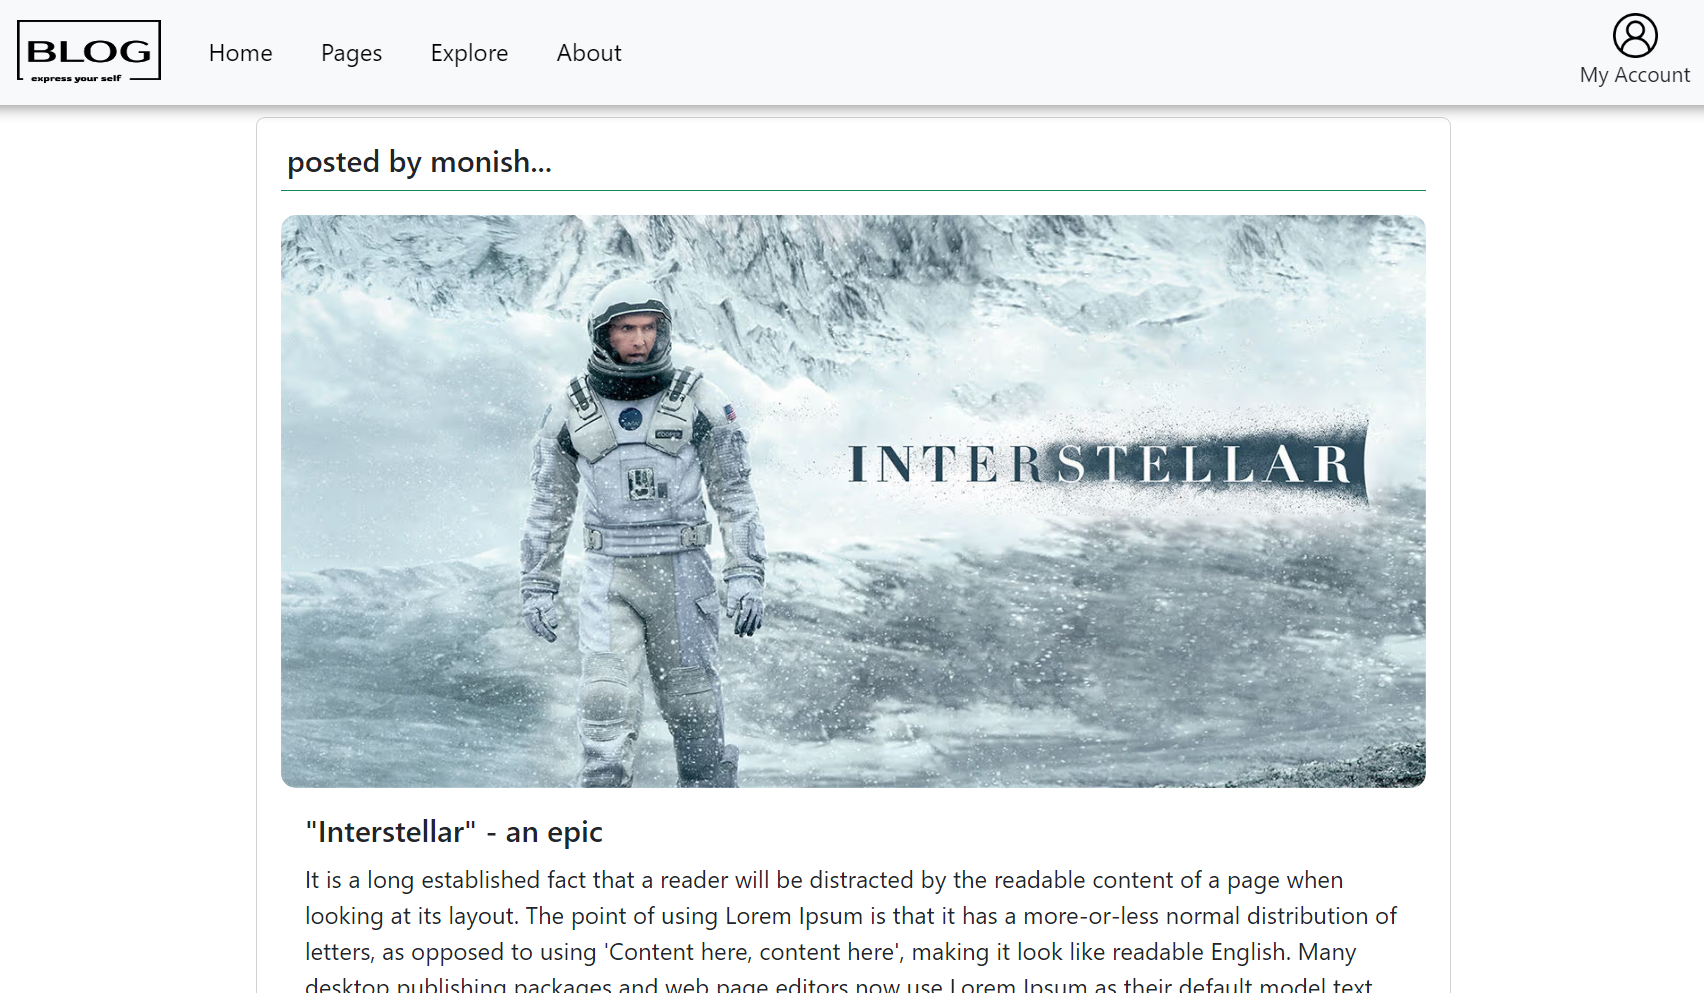 BLOG
express your self
Home
Pages
Explore
About
My Account
posted by monish...
COOPER
INTERSTELLAR
"Interstellar" - an epic
It is a long established fact that a reader will be distracted by the readable content of a page when
looking at its layout. The point of using Lorem Ipsum is that it has a more-or-less normal distribution of
letters, as opposed to using 'Content here, content here', making it look like readable English. Many
desktop publishing packages and web page editors now use Lorem Ipsum as their default model text,